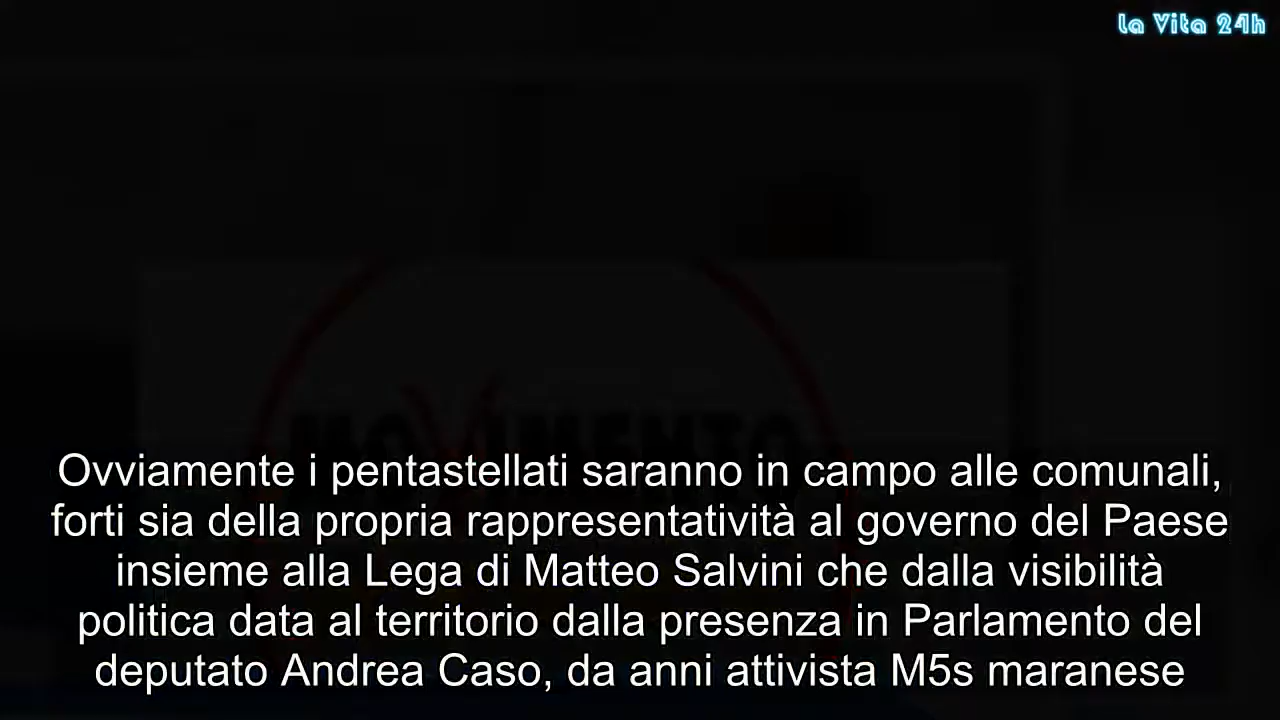 La Vita 24h
MOVIMENTO
Ovviamente i pentastellati saranno in campo alle comunali,
forti sia della propria rappresentatività al governo del Paese
insieme alla Lega di Matteo Salvini che dalla visibilità
politica data al territorio dalla presenza in Parlamento del
deputato Andrea Caso, da anni attivista M5s maranese